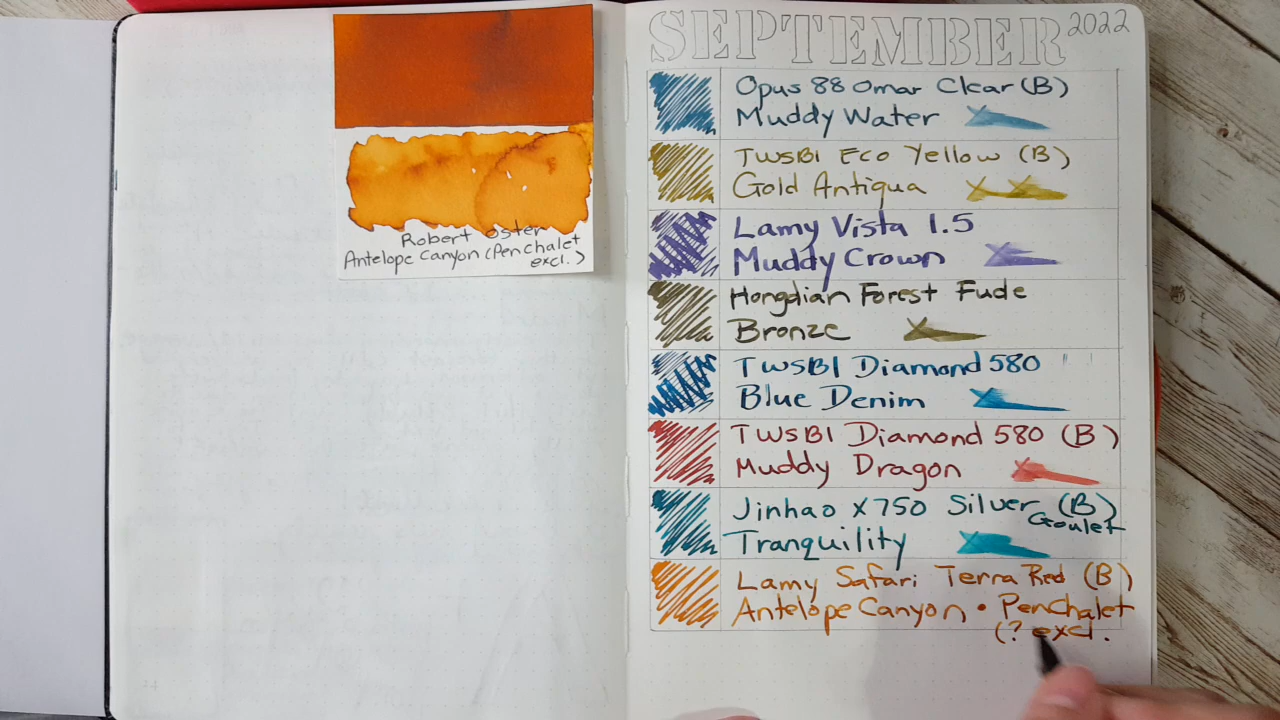 Robert Oster
Antelope Canyon (Pen Chalet
excl.)
SEPTEMBER 2022
Opus 88 Omar Clear (B)
Muddy Water
TWSBI Eco Yellow (B)
Gold Antiqua
Lamy Vista 1.5
Muddy Crown
Hongdian Forest Fude
Bronze
TWSBI Diamond 580
Blue Denim
TWSBI Diamond 580 (B)
Muddy Dragon
Jinhao X750 Silver (B)
Goulet
Tranquility
Lamy Safari Terra Red (B)
Antelope Canyon • PenChalet
(? excl.